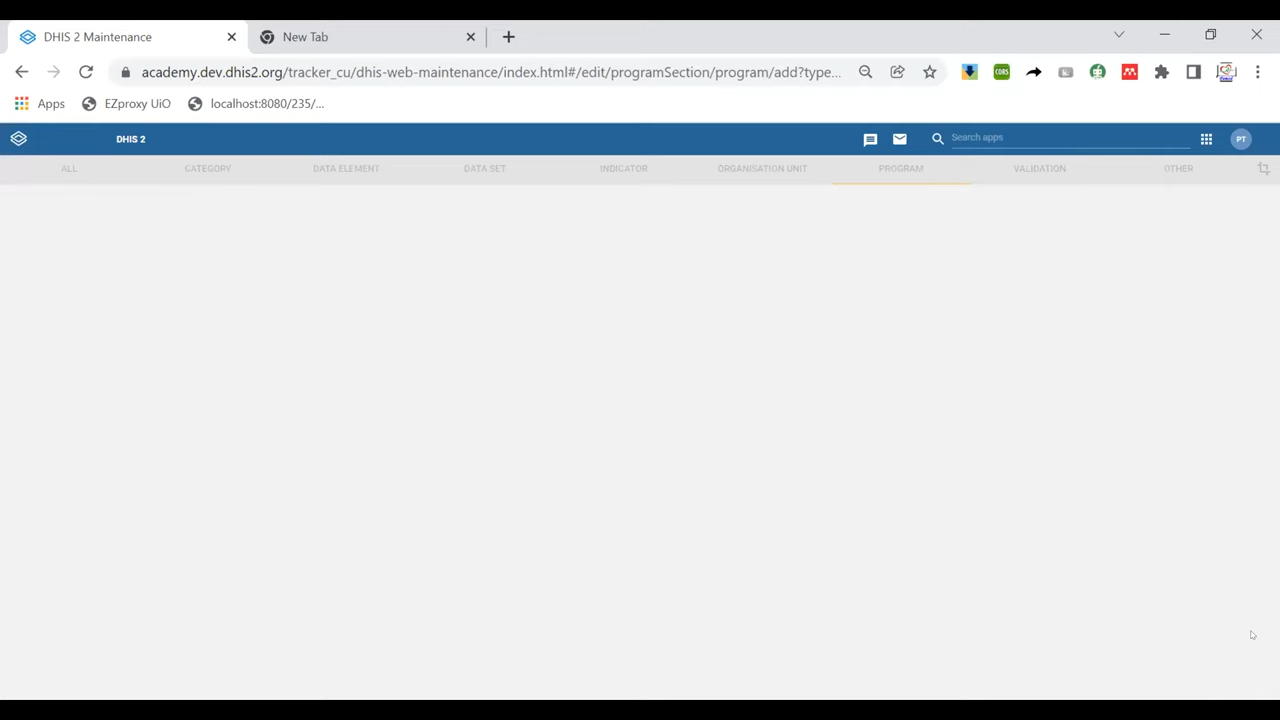 DHIS 2 Maintenance
New Tab
academy.dev.dhis2.org/tracker_cu/dhis-web-maintenance/index.html#/edit/programSection/program/add?type...
CORS
Apps
EZproxy UiO
localhost:8080/235/...
DHIS 2
Search apps
PT
ALL
CATEGORY
DATA ELEMENT
DATA SET
INDICATOR
ORGANISATION UNIT
PROGRAM
VALIDATION
OTHER